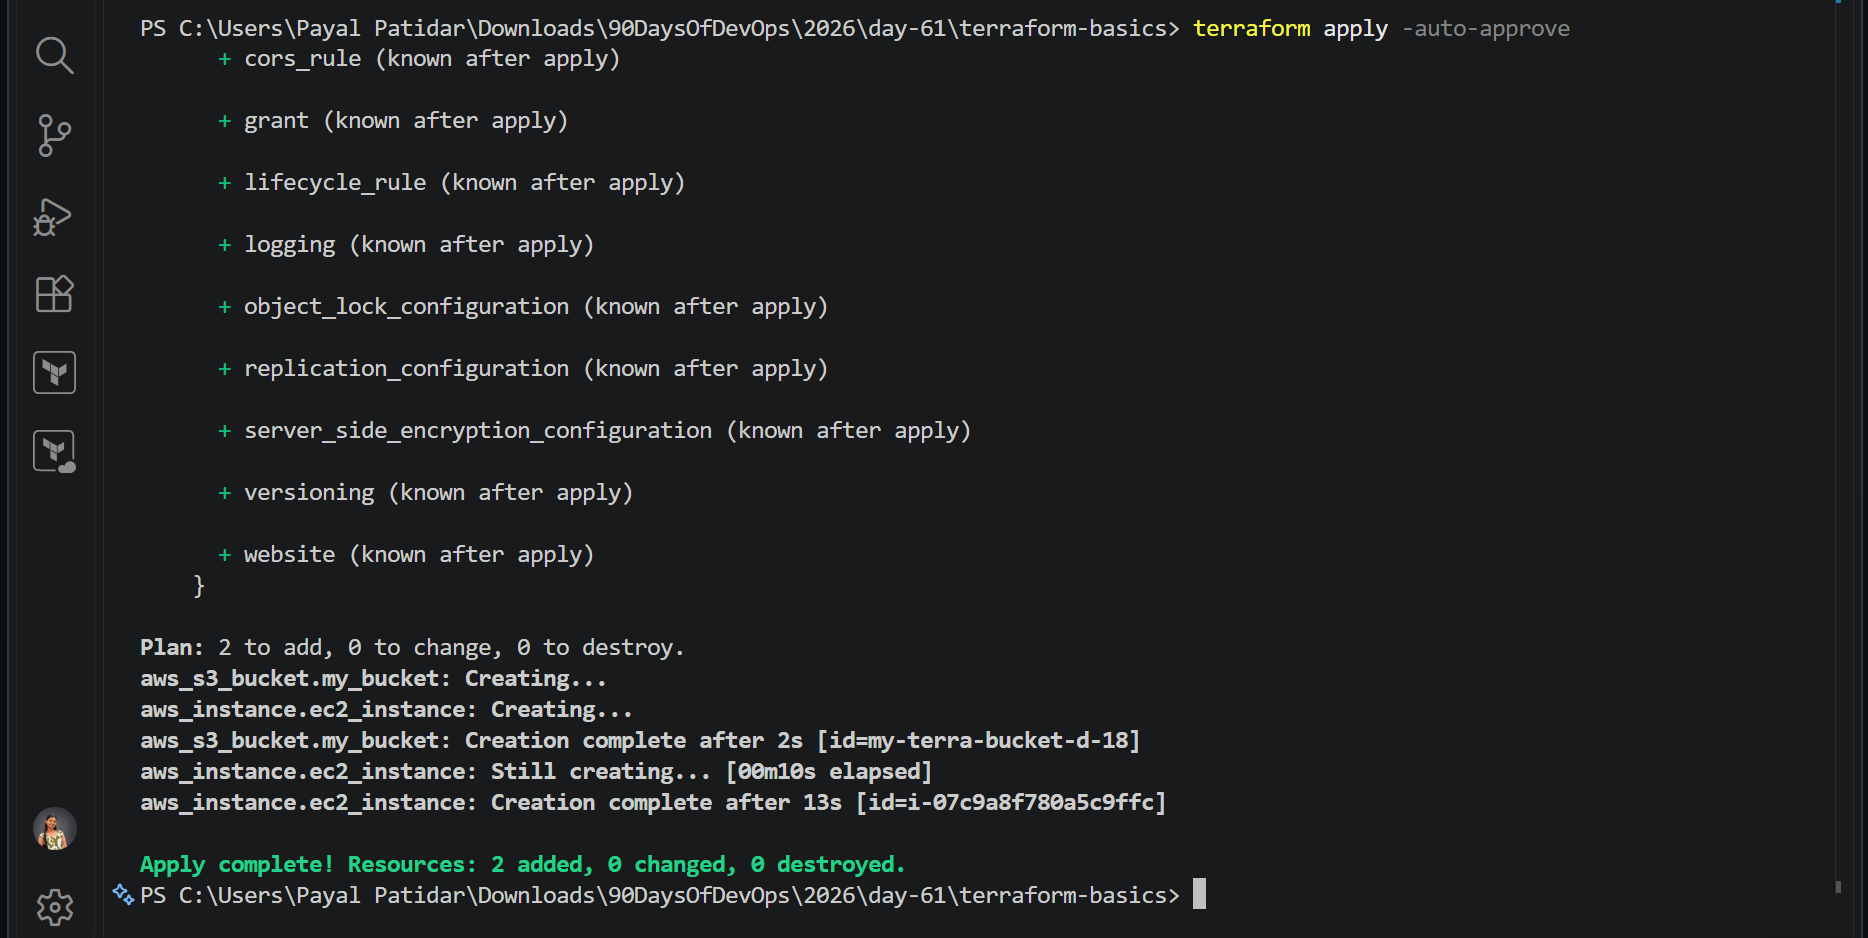 PS C:\Users\Payal Patidar\Downloads\90DaysOfDevOps\2026\day-61\terraform-basics> terraform apply -auto-approve
+ cors_rule (known after apply)
+ grant (known after apply)
+ lifecycle_rule (known after apply)
+ logging (known after apply)
+ object_lock_configuration (known after apply)
+ replication_configuration (known after apply)
+ server_side_encryption_configuration (known after apply)
+ versioning (known after apply)
+ website (known after apply)
}
Plan: 2 to add, 0 to change, 0 to destroy.
aws_s3_bucket.my_bucket: Creating...
aws_instance.ec2_instance: Creating...
aws_s3_bucket.my_bucket: Creation complete after 2s [id=my-terra-bucket-d-18]
aws_instance.ec2_instance: Still creating... [00m10s elapsed]
aws_instance.ec2_instance: Creation complete after 13s [id=i-07c9a8f780a5c9ffc]
Apply complete! Resources: 2 added, 0 changed, 0 destroyed.
PS C:\Users\Payal Patidar\Downloads\90DaysOfDevOps\2026\day-61\terraform-basics>